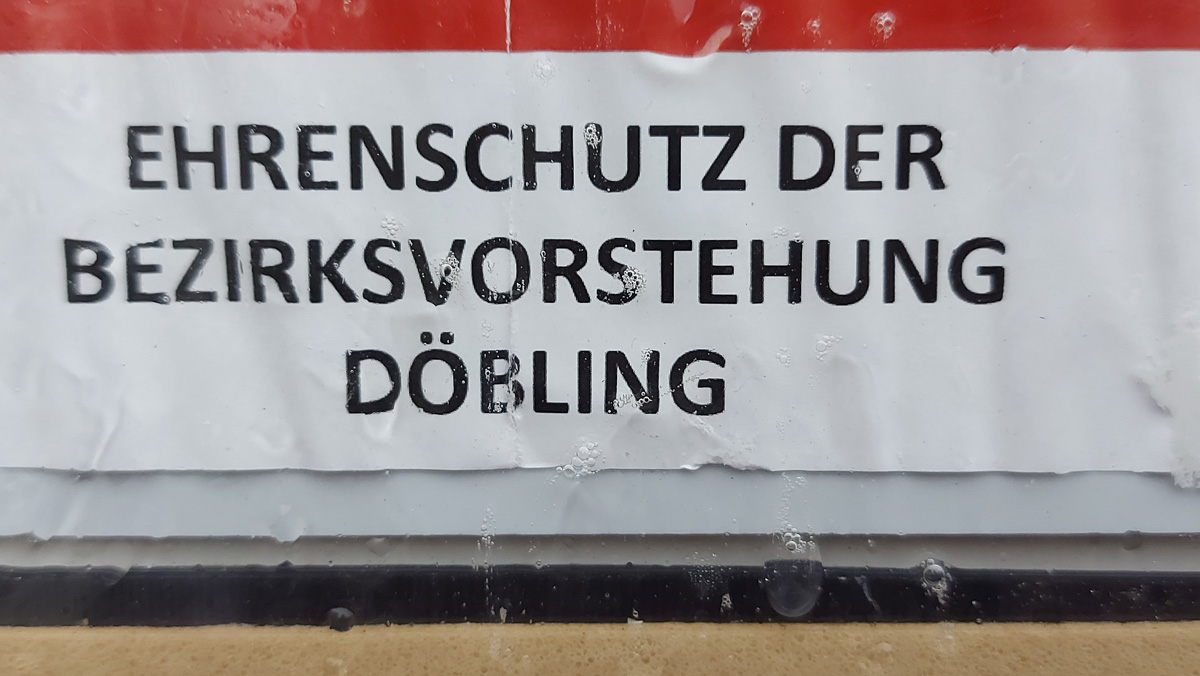 EHRENSCHUTZ DER
BEZIRKSVORSTEHUNG
DÖBLING